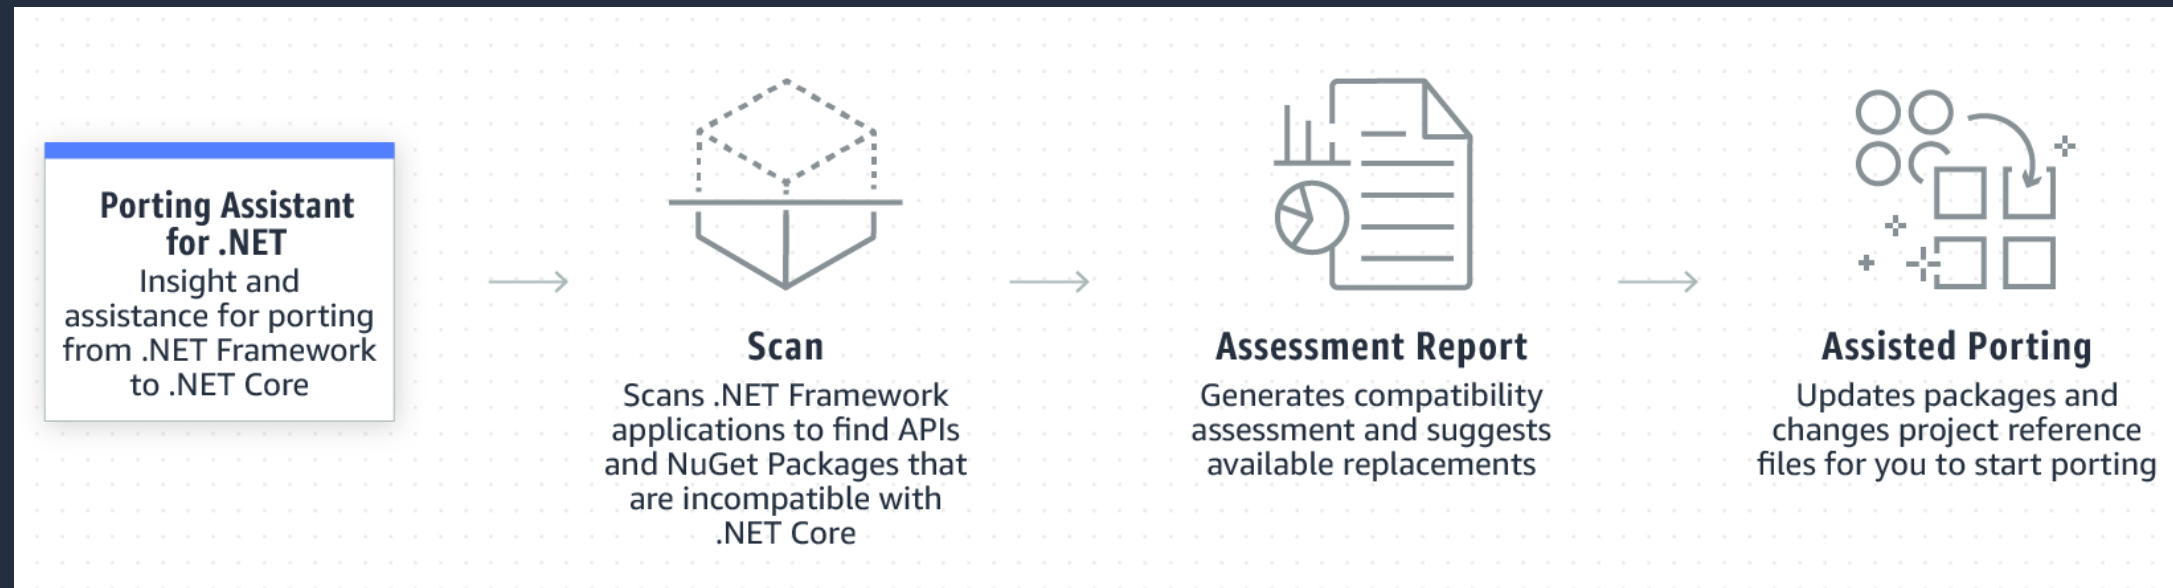 Porting Assistant
for .NET
Insight and
assistance for porting
from .NET Framework
to .NET Core
Scan
Scans .NET Framework
applications to find APIs
and NuGet Packages that
are incompatible with
.NET Core
Assessment Report
Generates compatibility
assessment and suggests
available replacements
Assisted Porting
Updates packages and
changes project reference
files for you to start porting